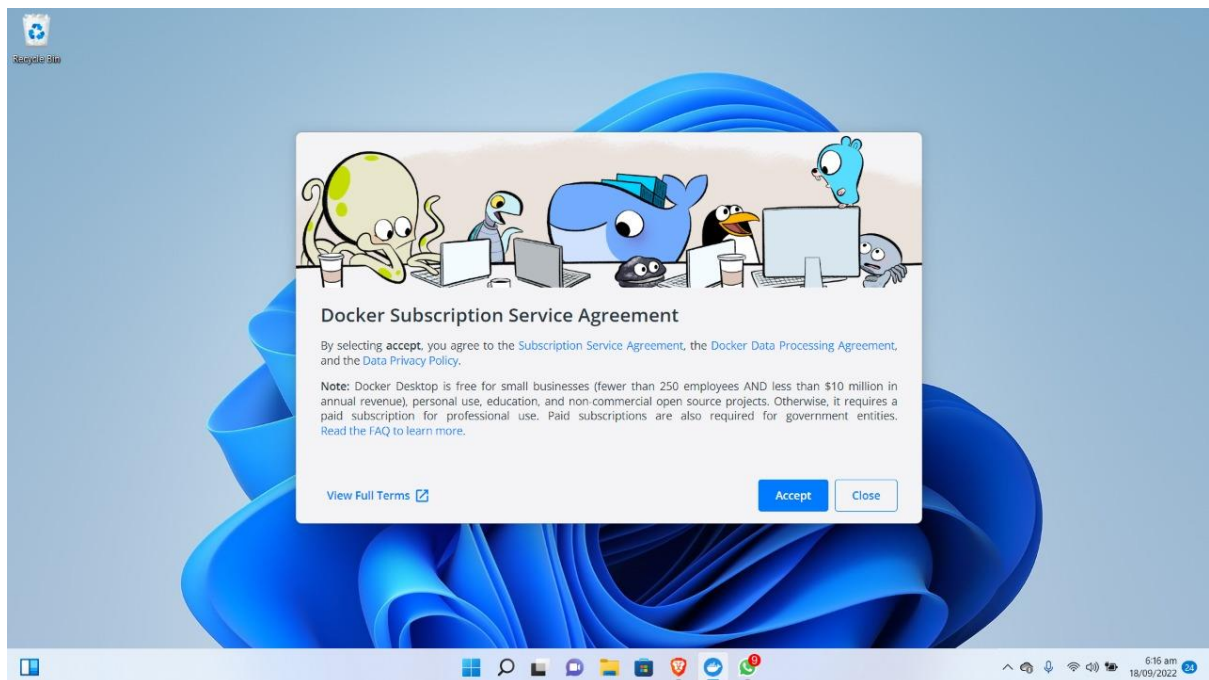 Recycle Bin
Docker Subscription Service Agreement
By selecting accept, you agree to the Subscription Service Agreement, the Docker Data Processing Agreement,
and the Data Privacy Policy.
Note: Docker Desktop is free for small businesses (fewer than 250 employees AND less than $10 million in
annual revenue), personal use, education, and non-commercial open source projects. Otherwise, it requires a
paid subscription for professional use. Paid subscriptions are also required for government entities.
Read the FAQ to learn more.
View Full Terms
Accept
Close
9
6:16 am
18/09/2022
24